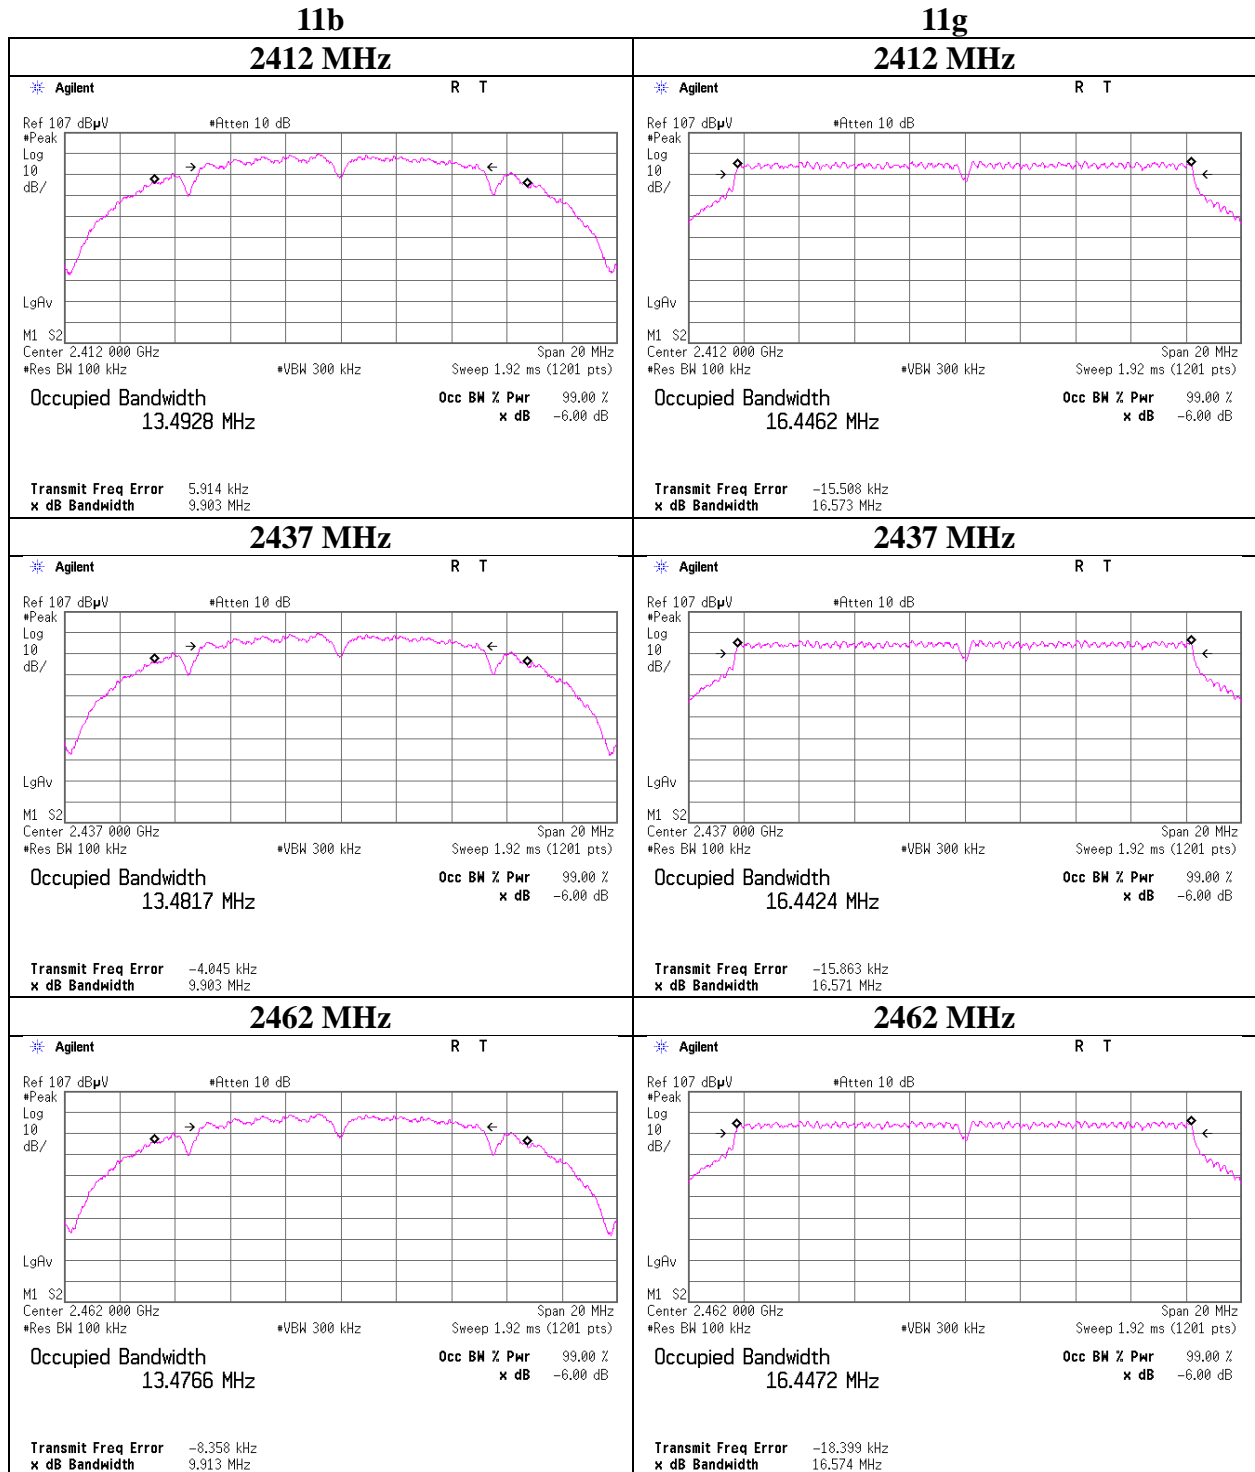 11b 11g
2412 MHz 2412 MHz
Agilent R T
Ref 107 dBµV #Atten 10 dB
#Peak
Log
10
dB/
LgAv
M1 S2
Center 2.412 000 GHz Span 20 MHz
#Res BW 100 kHz #VBW 300 kHz Sweep 1.92 ms (1201 pts)
Occupied Bandwidth Occ BW % Pwr 99.00 %
13.4928 MHz x dB -6.00 dB
Transmit Freq Error 5.914 kHz
x dB Bandwidth 9.903 MHz
Agilent R T
Ref 107 dBµV #Atten 10 dB
#Peak
Log
10
dB/
LgAv
M1 S2
Center 2.412 000 GHz Span 20 MHz
#Res BW 100 kHz #VBW 300 kHz Sweep 1.92 ms (1201 pts)
Occupied Bandwidth Occ BW % Pwr 99.00 %
16.4462 MHz x dB -6.00 dB
Transmit Freq Error -15.508 kHz
x dB Bandwidth 16.573 MHz
2437 MHz 2437 MHz
Agilent R T
Ref 107 dBµV #Atten 10 dB
#Peak
Log
10
dB/
LgAv
M1 S2
Center 2.437 000 GHz Span 20 MHz
#Res BW 100 kHz #VBW 300 kHz Sweep 1.92 ms (1201 pts)
Occupied Bandwidth Occ BW % Pwr 99.00 %
13.4817 MHz x dB -6.00 dB
Transmit Freq Error -4.045 kHz
x dB Bandwidth 9.903 MHz
Agilent R T
Ref 107 dBµV #Atten 10 dB
#Peak
Log
10
dB/
LgAv
M1 S2
Center 2.437 000 GHz Span 20 MHz
#Res BW 100 kHz #VBW 300 kHz Sweep 1.92 ms (1201 pts)
Occupied Bandwidth Occ BW % Pwr 99.00 %
16.4424 MHz x dB -6.00 dB
Transmit Freq Error -15.863 kHz
x dB Bandwidth 16.571 MHz
2462 MHz 2462 MHz
Agilent R T
Ref 107 dBµV #Atten 10 dB
#Peak
Log
10
dB/
LgAv
M1 S2
Center 2.462 000 GHz Span 20 MHz
#Res BW 100 kHz #VBW 300 kHz Sweep 1.92 ms (1201 pts)
Occupied Bandwidth Occ BW % Pwr 99.00 %
13.4766 MHz x dB -6.00 dB
Transmit Freq Error -8.358 kHz
x dB Bandwidth 9.913 MHz
Agilent R T
Ref 107 dBµV #Atten 10 dB
#Peak
Log
10
dB/
LgAv
M1 S2
Center 2.462 000 GHz Span 20 MHz
#Res BW 100 kHz #VBW 300 kHz Sweep 1.92 ms (1201 pts)
Occupied Bandwidth Occ BW % Pwr 99.00 %
16.4472 MHz x dB -6.00 dB
Transmit Freq Error -18.399 kHz
x dB Bandwidth 16.574 MHz